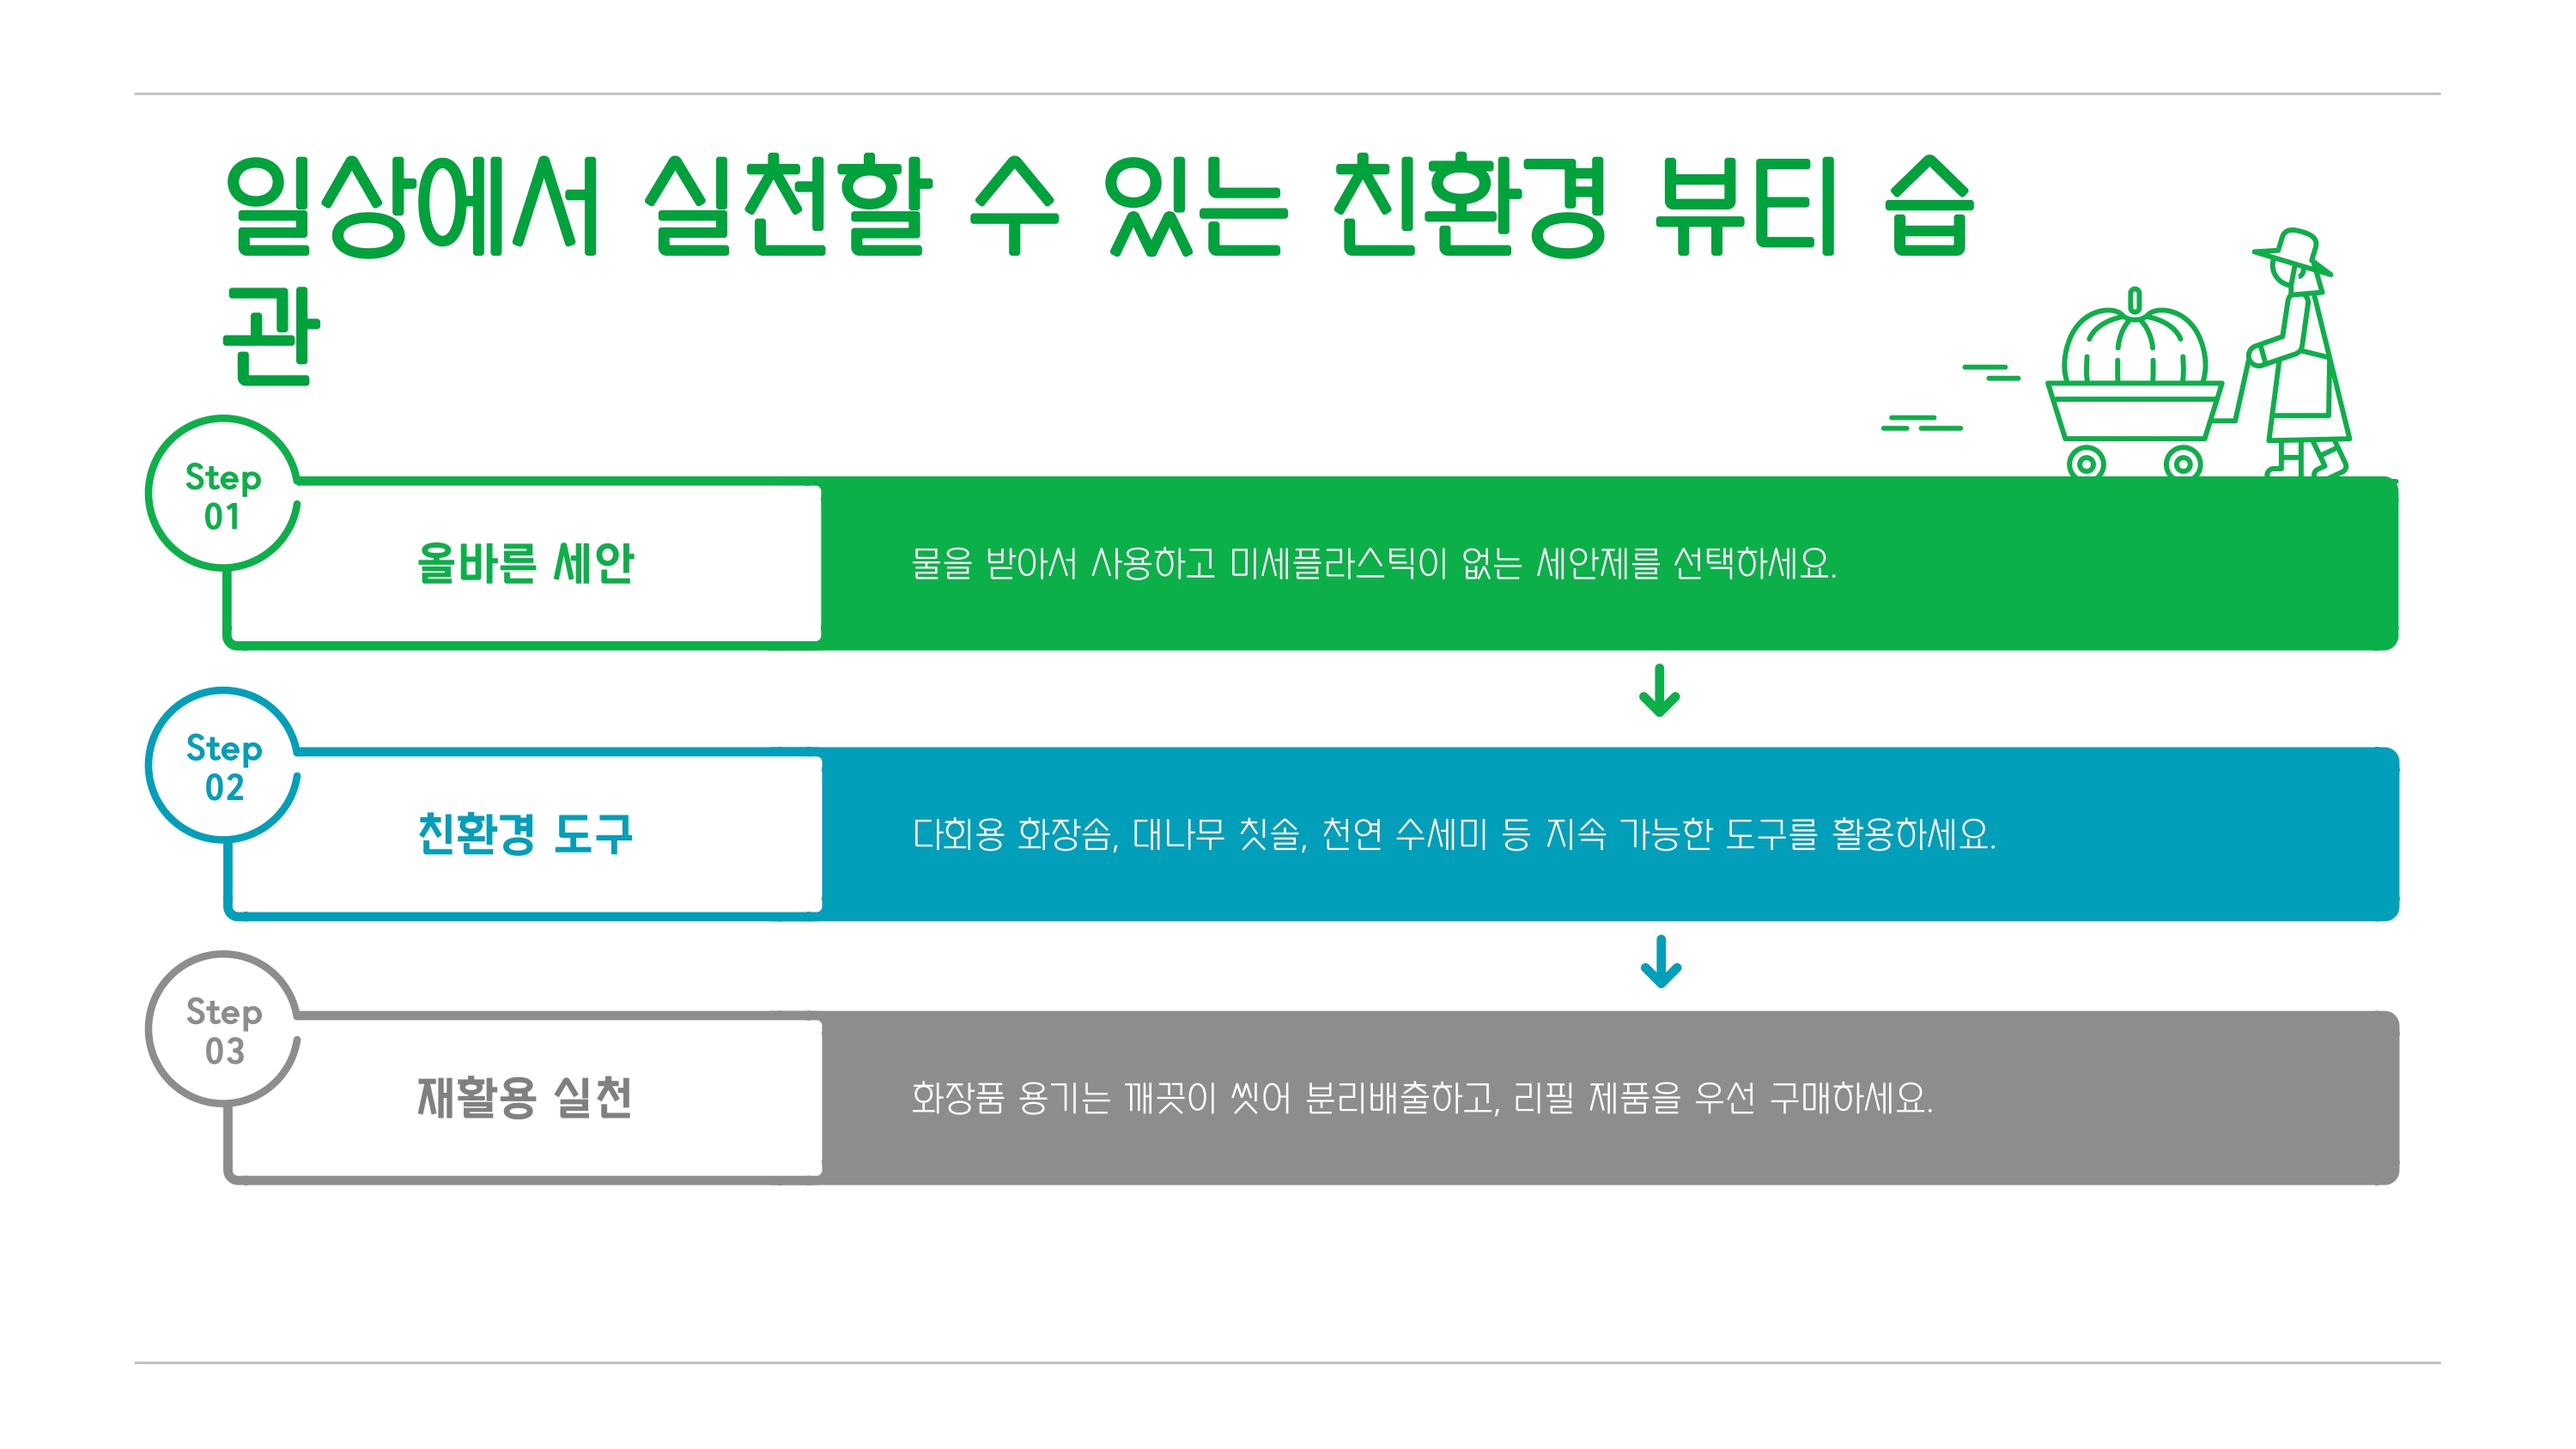 일상에서 실천할 수 있는 친환경 뷰티 습
관
Step
01
올바른 세안
물을 받아서 사용하고 미세플라스틱이 없는 세안제를 선택하세요.
Step
02
친환경 도구
다회용 화장솜, 대나무 칫솔, 천연 수세미 등 지속 가능한 도구를 활용하세요.
Step
03
재활용 실천
화장품 용기는 깨끗이 씻어 분리배출하고, 리필 제품을 우선 구매하세요.